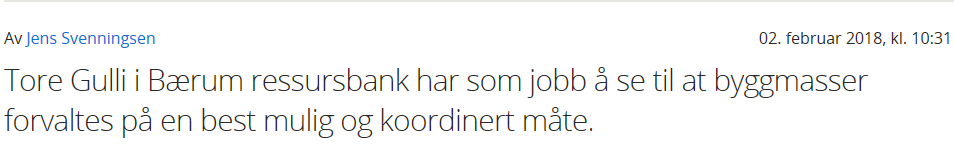 Av Jens Svenningsen 02. februar 2018, kl. 10:31
Tore Gulli i Bærum ressursbank har som jobb å se til at byggmasser
forvaltes på en best mulig og koordinert måte.